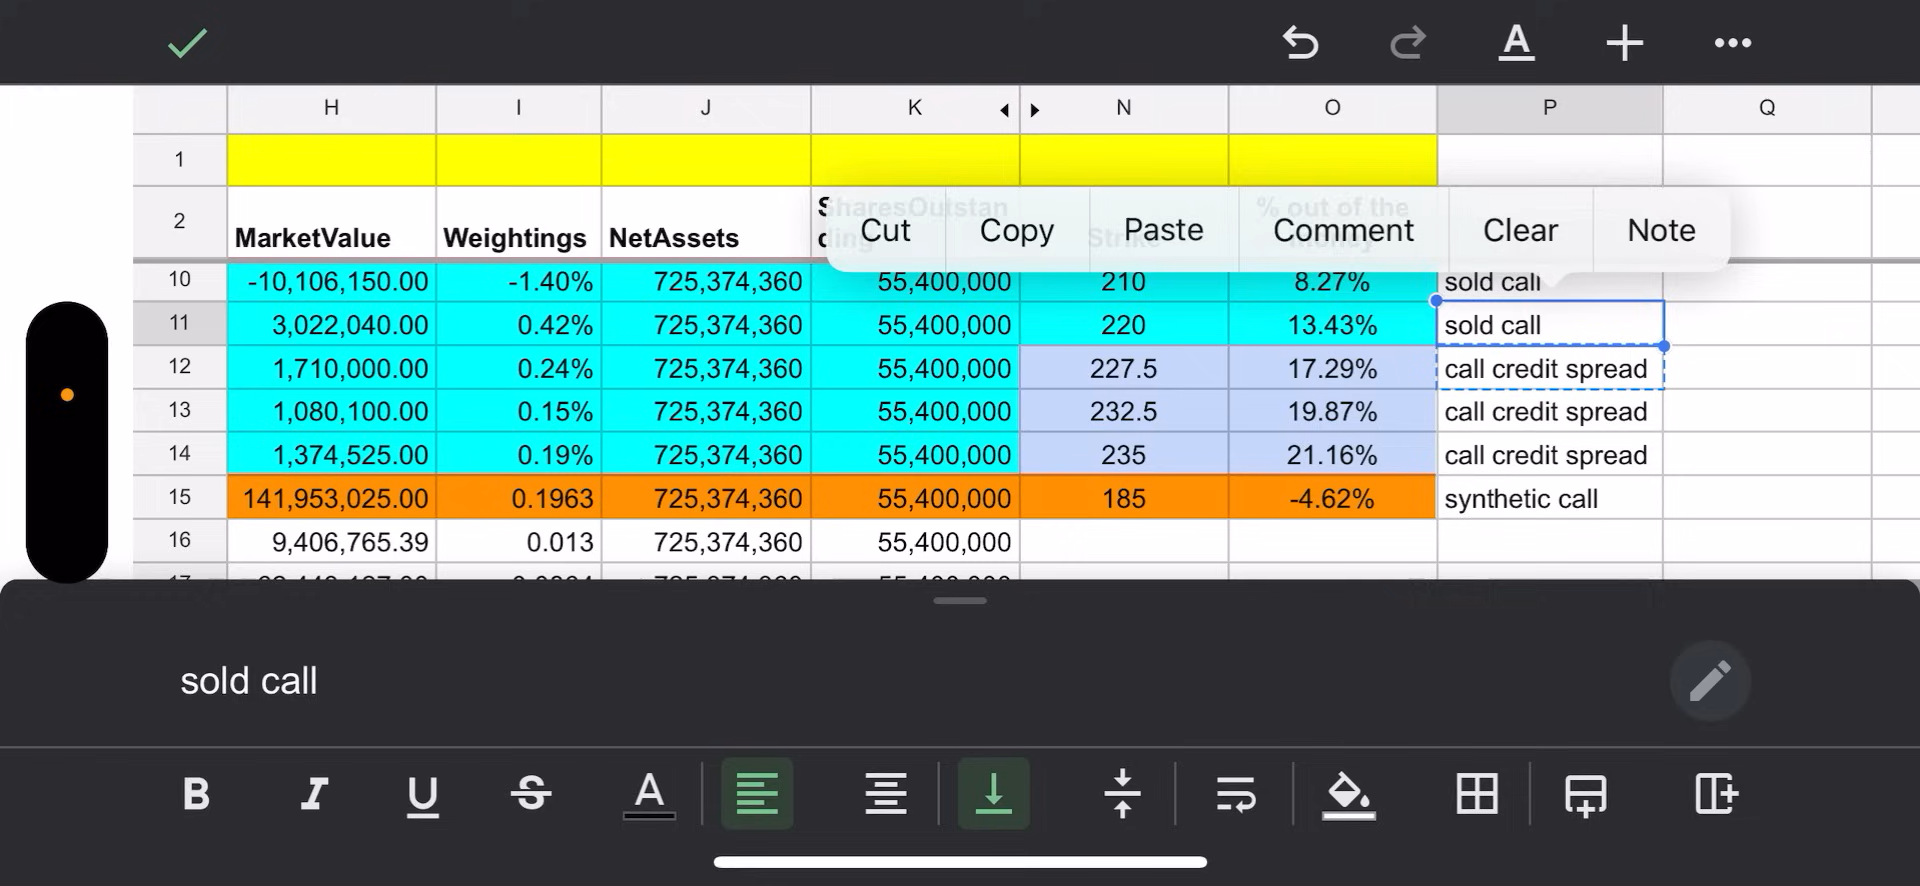 A
H I J K N O P Q
1
2 MarketValue Weightings NetAssets SharesOutstanding Strike % out of the money
Cut Copy Paste Comment Clear Note
10 -10,106,150.00 -1.40% 725,374,360 55,400,000 210 8.27% sold call
11 3,022,040.00 0.42% 725,374,360 55,400,000 220 13.43% sold call
12 1,710,000.00 0.24% 725,374,360 55,400,000 227.5 17.29% call credit spread
13 1,080,100.00 0.15% 725,374,360 55,400,000 232.5 19.87% call credit spread
14 1,374,525.00 0.19% 725,374,360 55,400,000 235 21.16% call credit spread
15 141,953,025.00 0.1963 725,374,360 55,400,000 185 -4.62% synthetic call
16 9,406,765.39 0.013 725,374,360 55,400,000
sold call
B I U S A